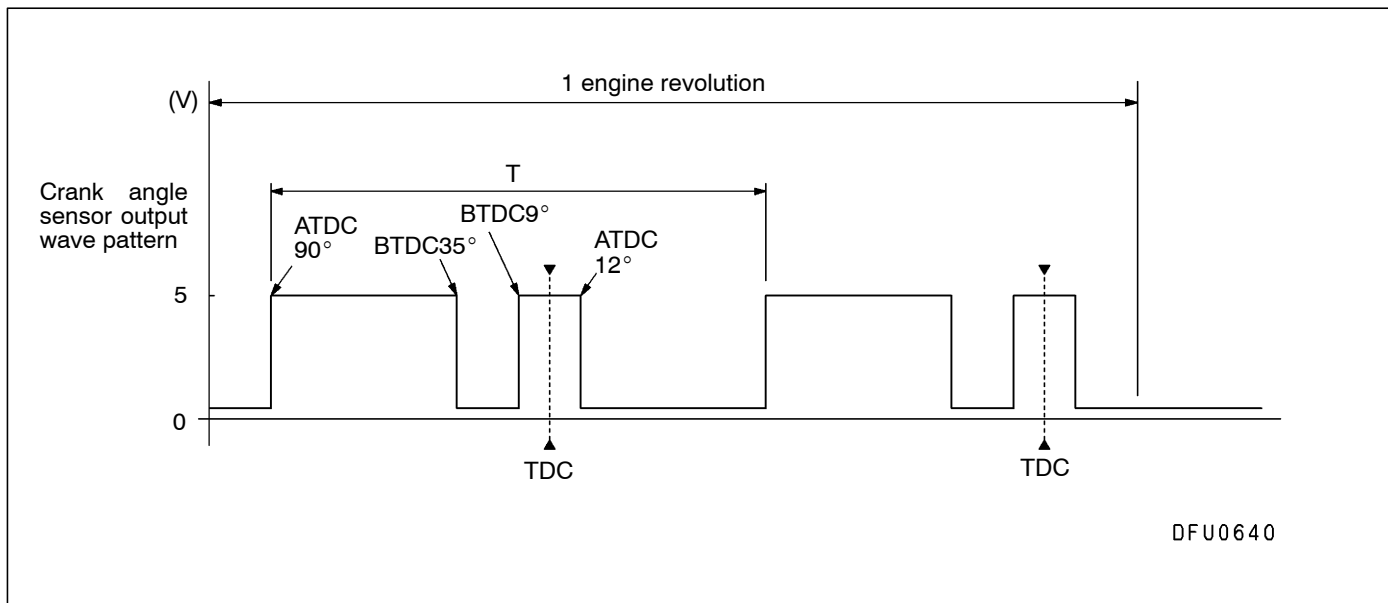 1 engine revolution
(V)
T
Crank angle
sensor output
wave pattern
ATDC
90°
BTDC35°
BTDC9°
ATDC
12°
5
0
TDC
TDC
DFU0640